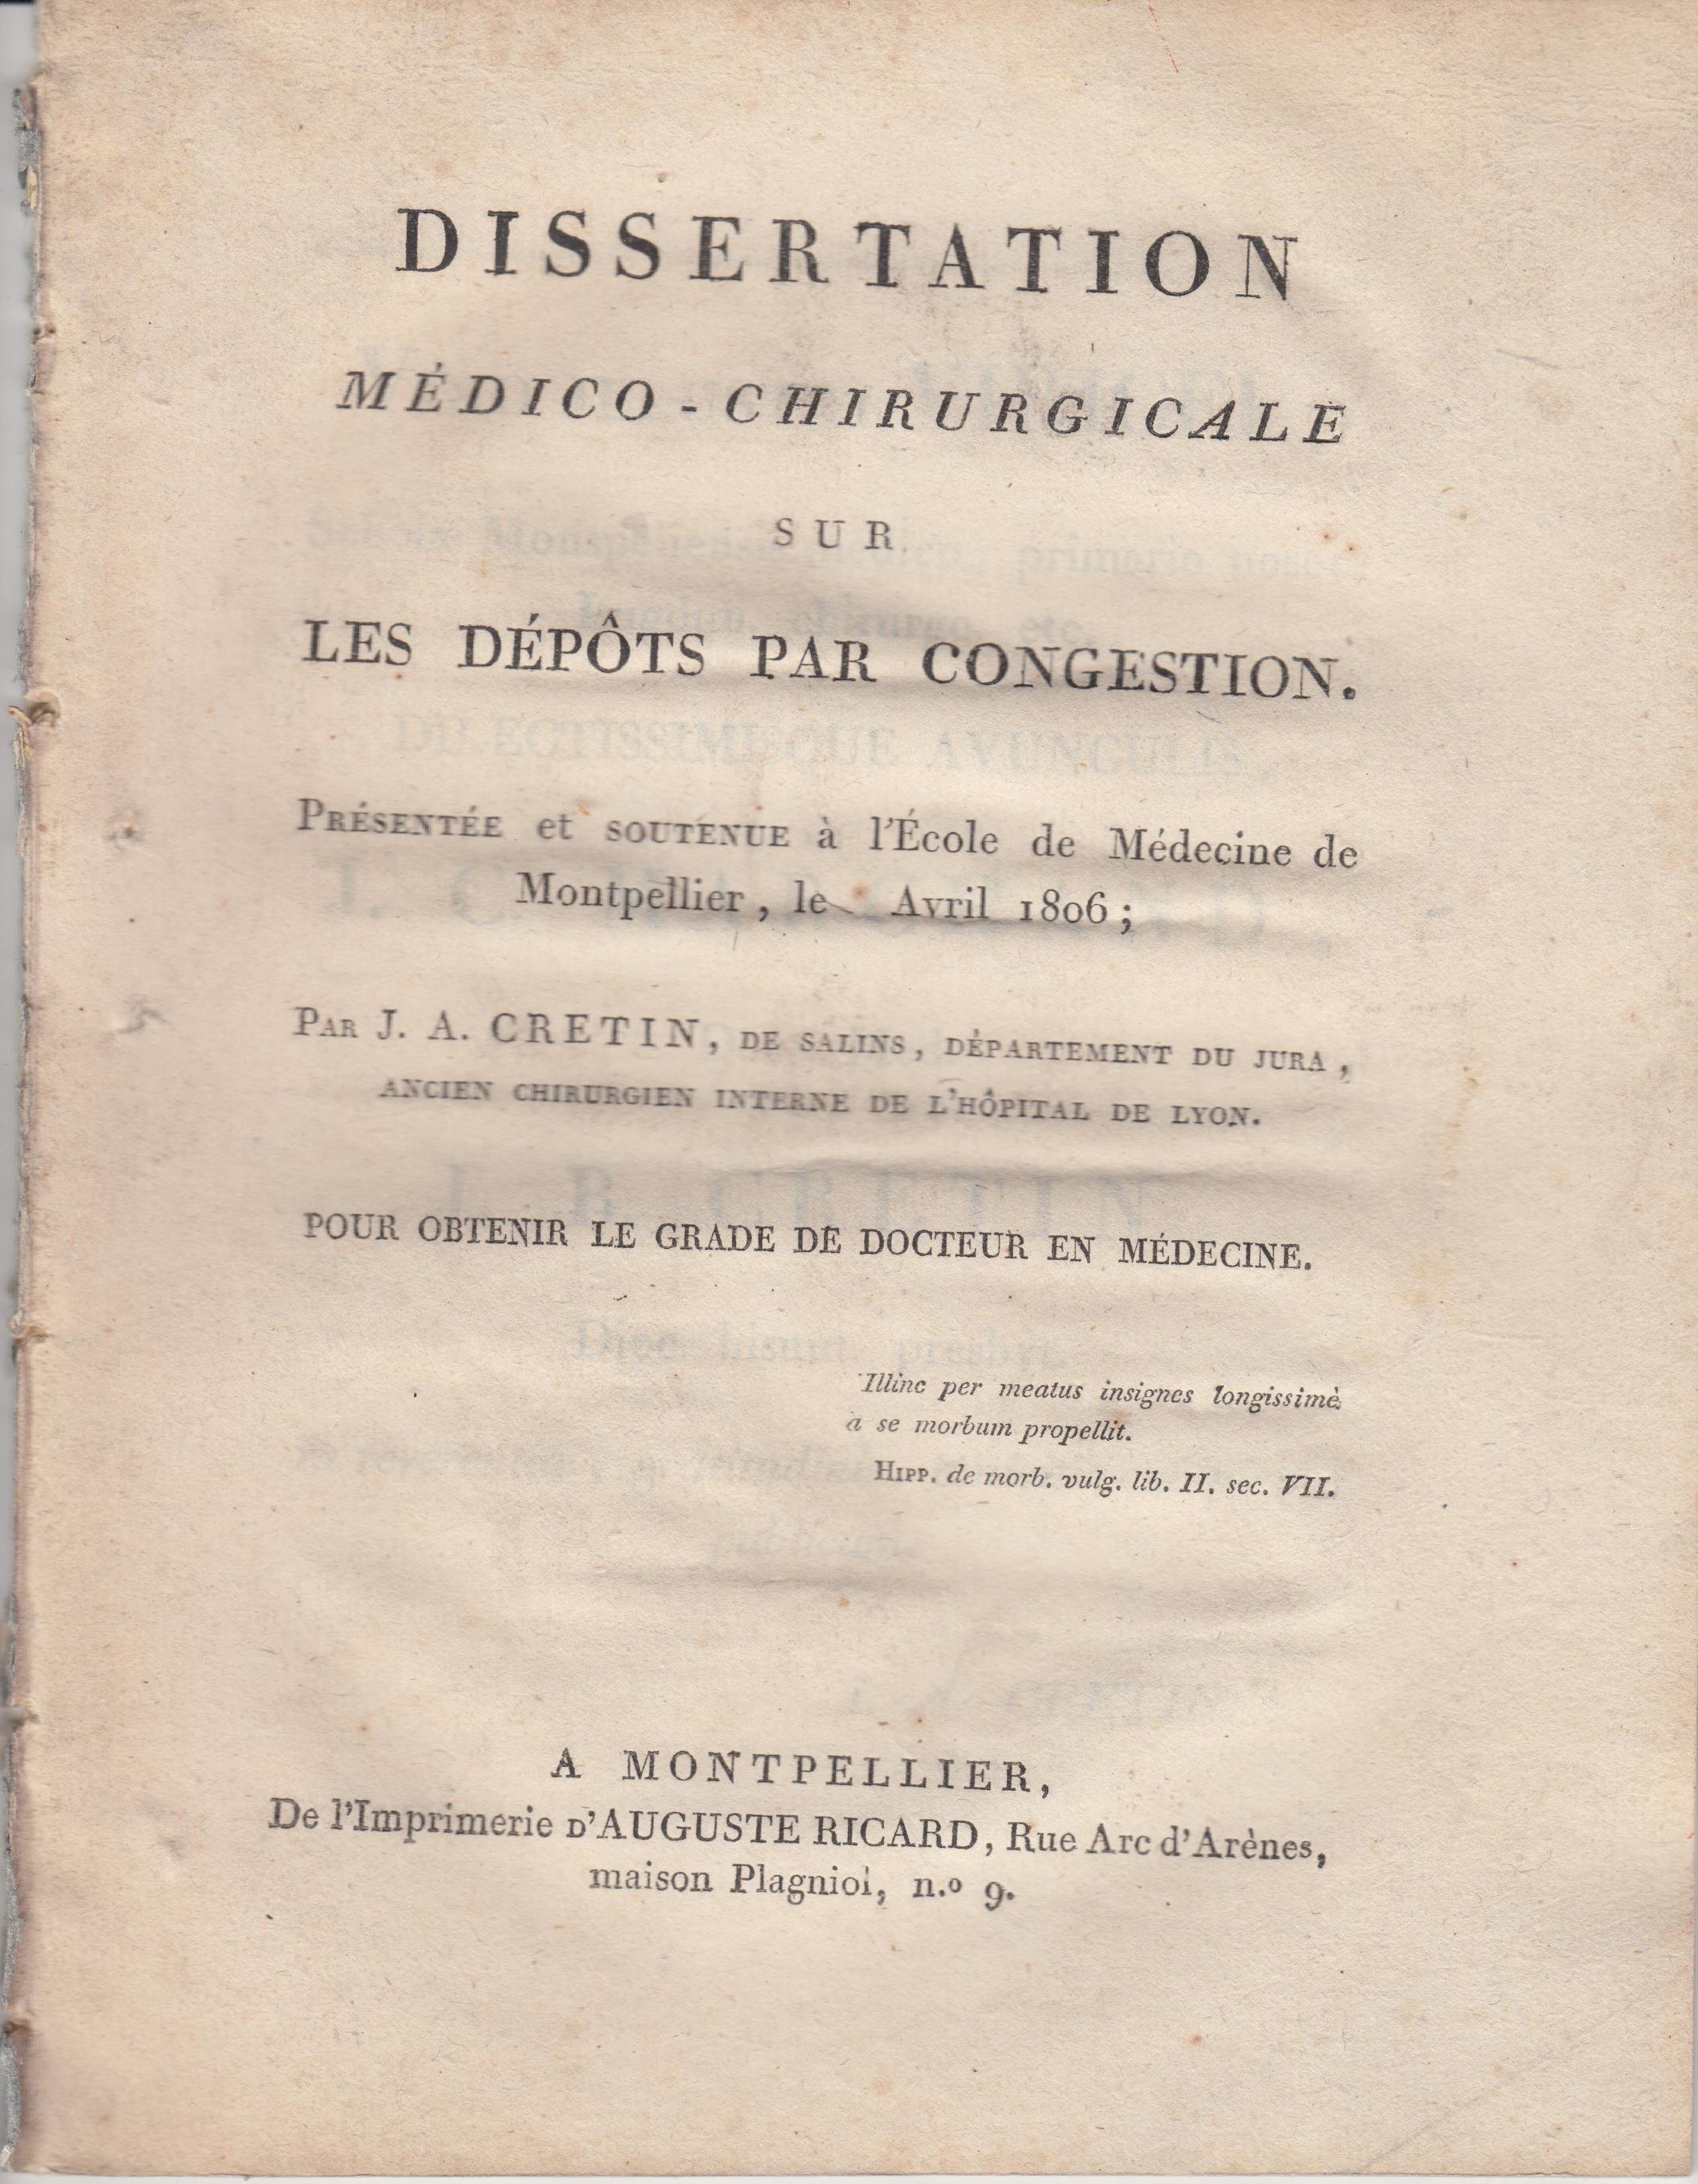 DISSERTATION
MÉDICO-CHIRURGICALE
SUR
LES DÉPÔTS PAR CONGESTION.
PRÉSENTÉE et SOUTENUE à l'École de Médecine de
Montpellier, le Avril 1806;
PAR J. A. CRETIN, DE SALINS, DÉPARTEMENT DU JURA,
ANCIEN CHIRURGIEN INTERNE DE L'HÔPITAL DE LYON.
POUR OBTENIR LE GRADE DE DOCTEUR EN MÉDECINE.
Illinc per meatus insignes longissimè
a se morbum propellit.
HIPP. de morb. vulg. lib. II. sec. VII.
A MONTPELLIER,
De l'Imprimerie D'AUGUSTE RICARD, Rue Arc d'Arènes,
maison Plagniol, n.º 9.